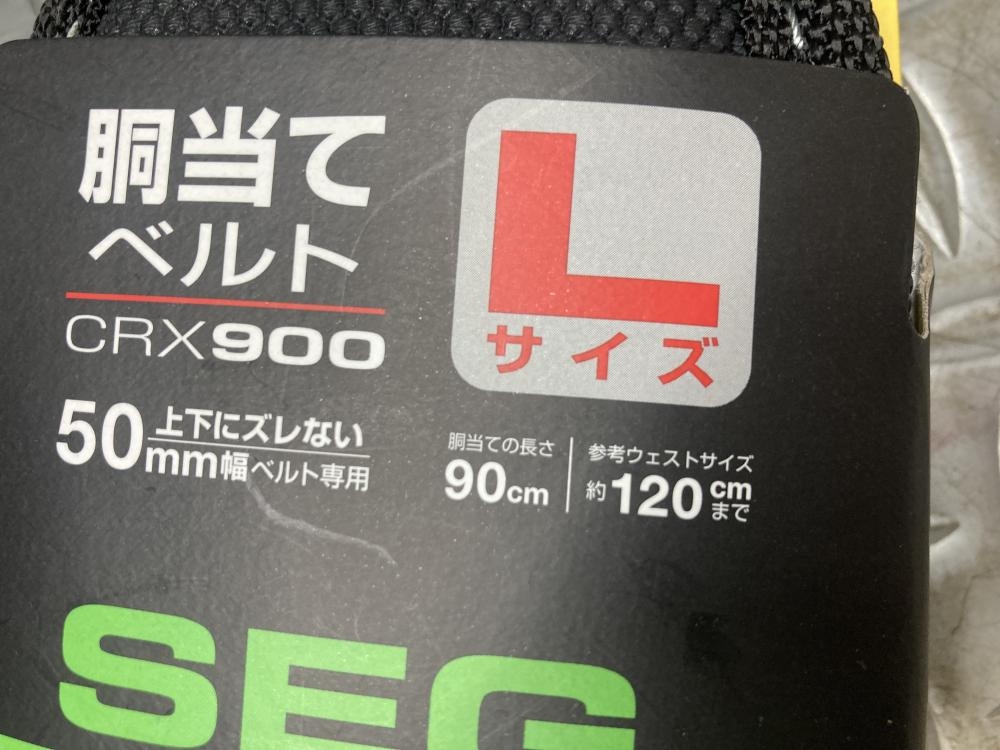 胴当て
ベルト
CRX900
50mm幅ベルト専用
上下にズレない
Lサイズ
胴当ての長さ
90cm
参考ウェストサイズ
約120cmまで
SEG